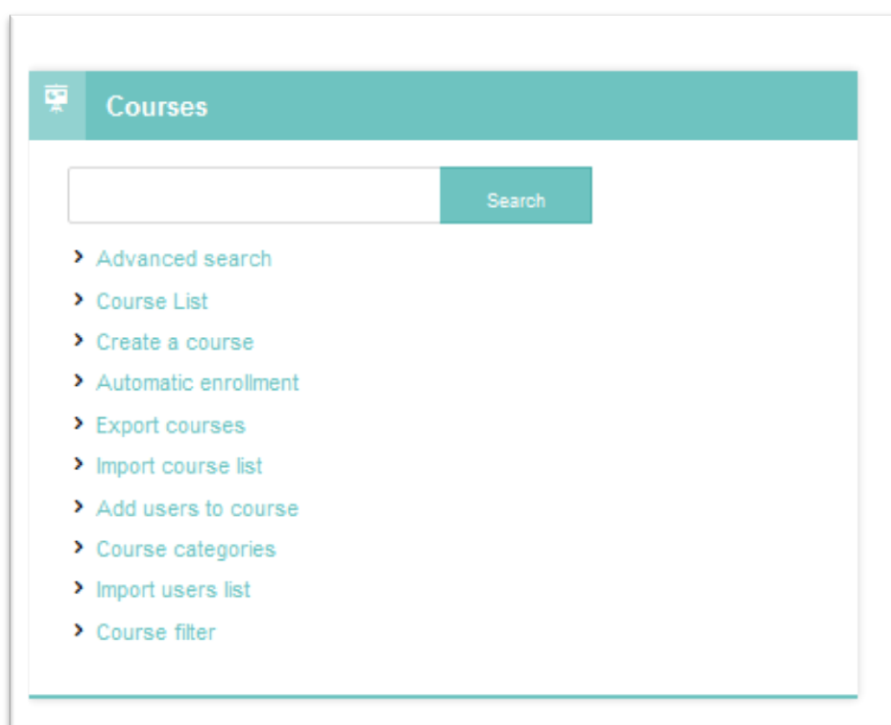 Courses
Search
Advanced search
Course List
Create a course
Automatic enrollment
Export courses
Import course list
Add users to course
Course categories
Import users list
Course filter